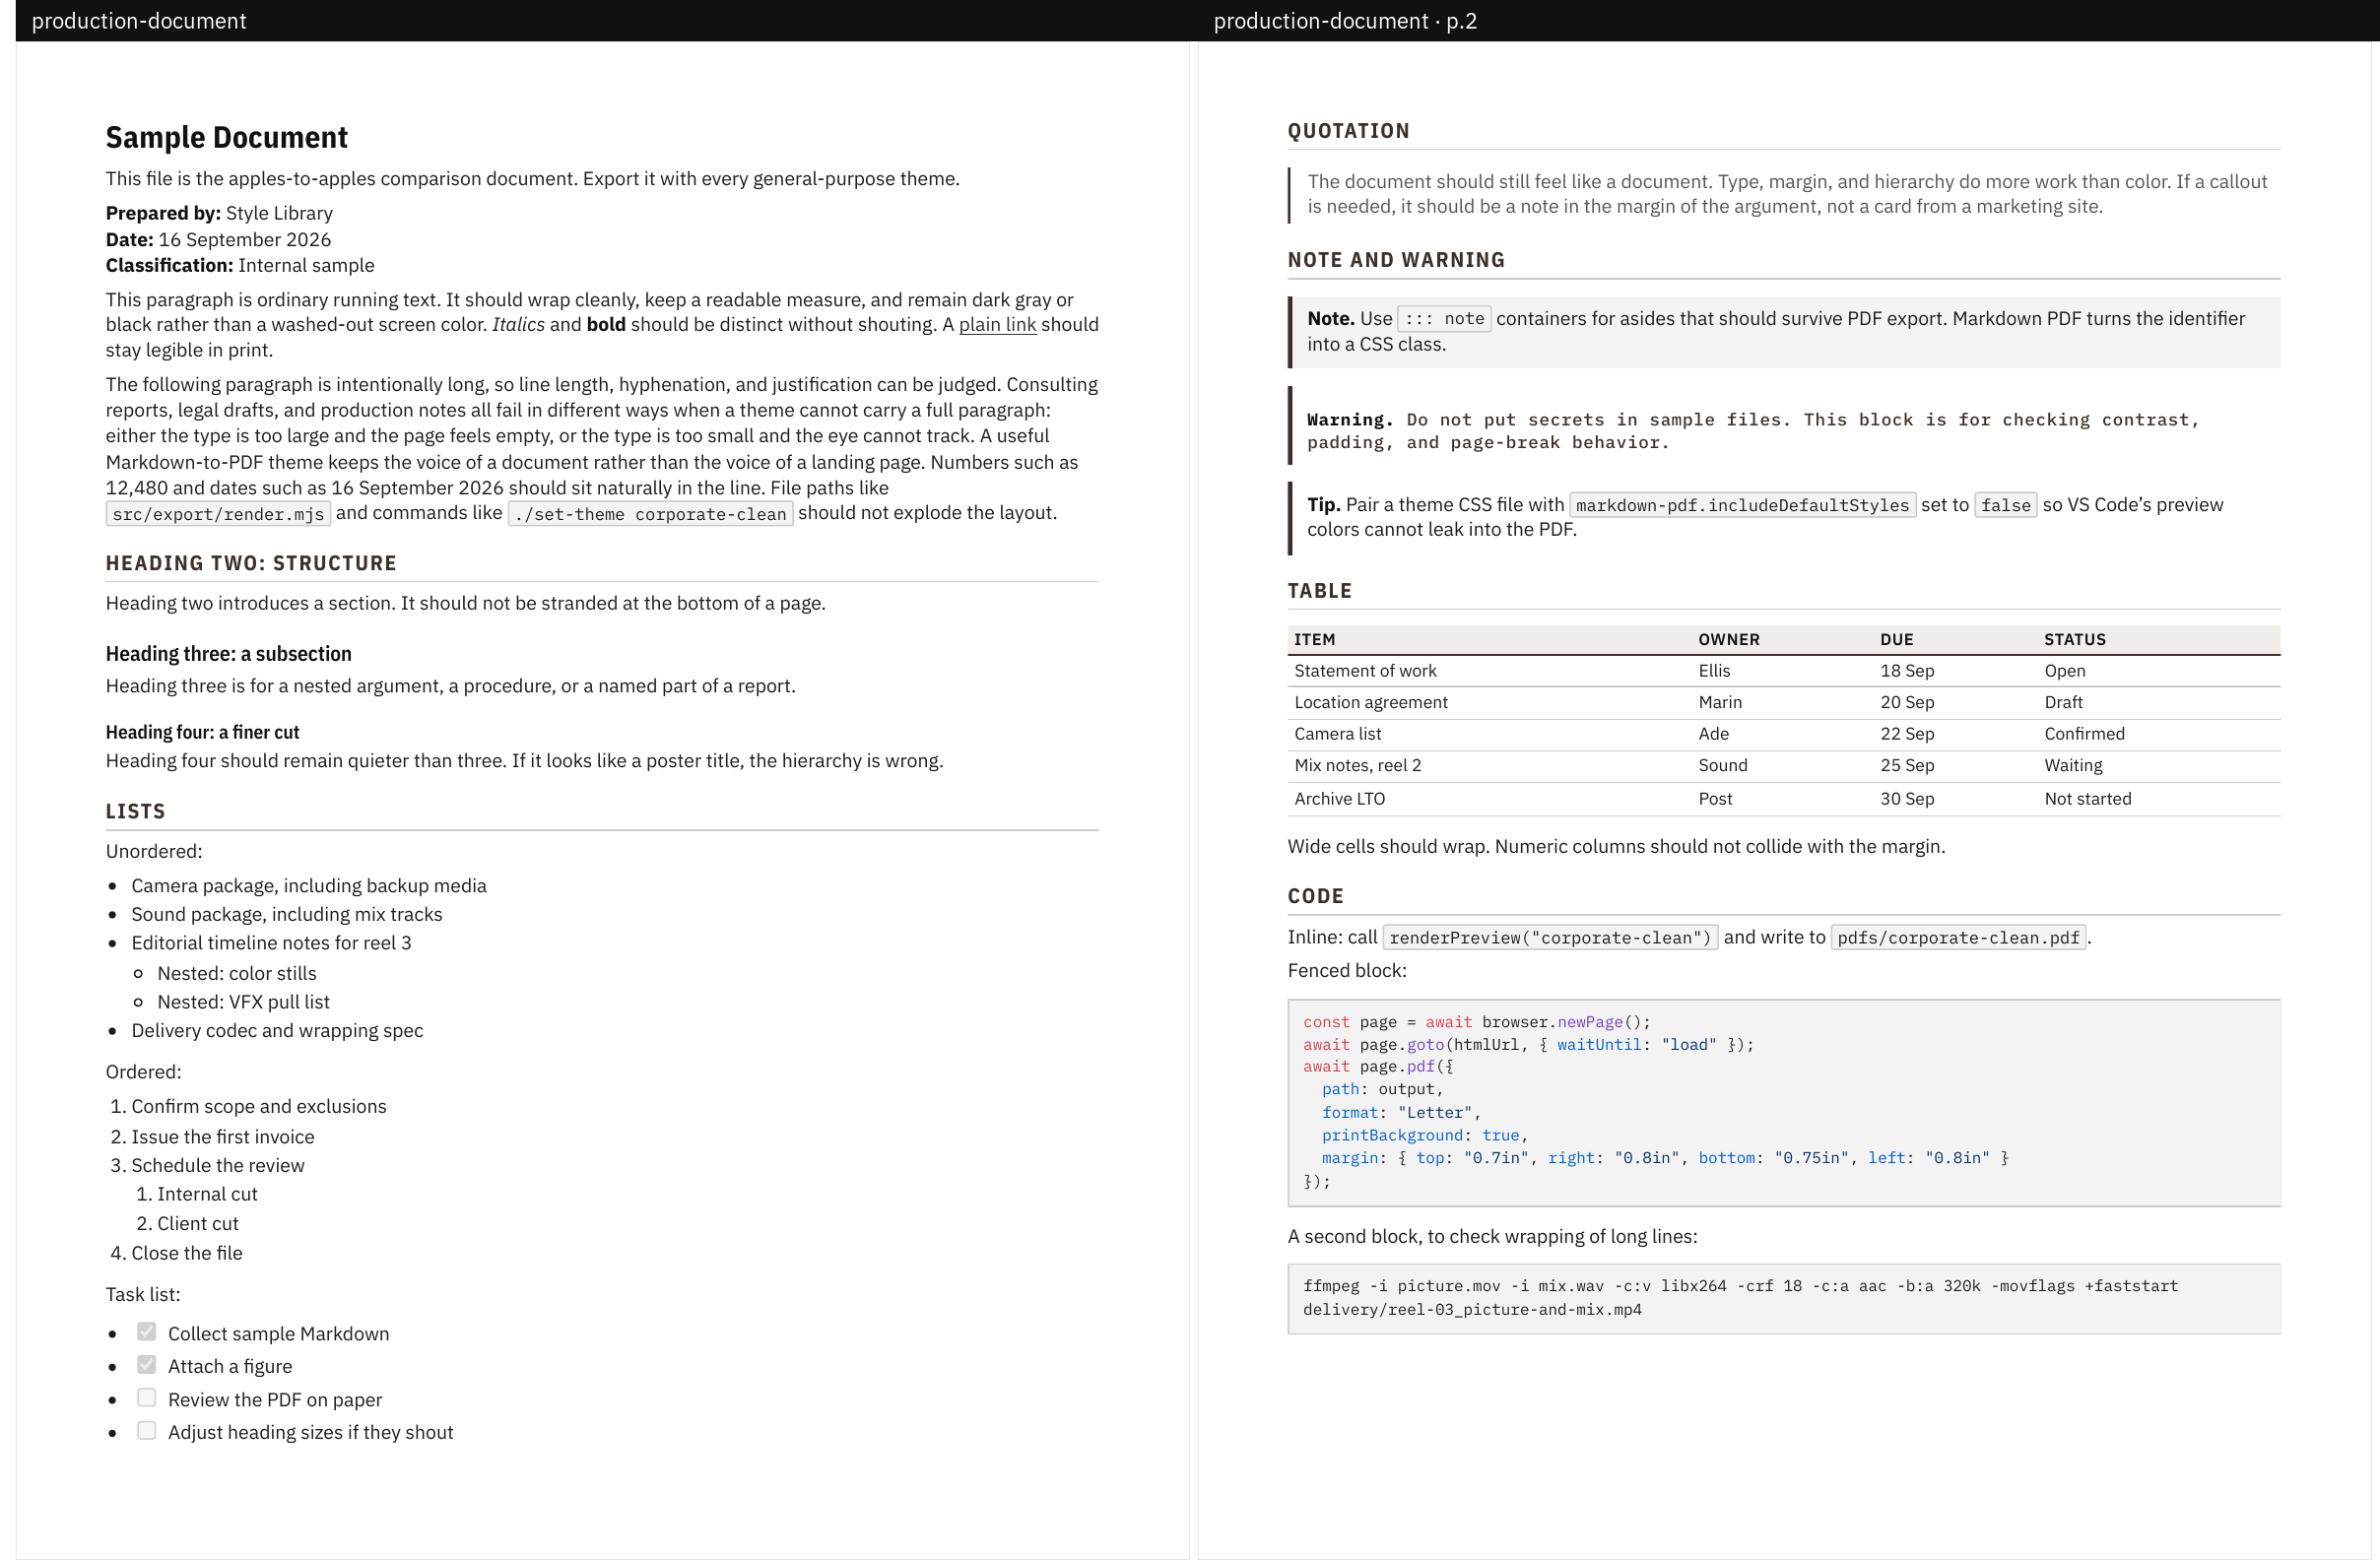 production-document
Sample Document
This file is the apples-to-apples comparison document. Export it with every general-purpose theme.
Prepared by: Style Library
Date: 16 September 2026
Classification: Internal sample
This paragraph is ordinary running text. It should wrap cleanly, keep a readable measure, and remain dark gray or
black rather than a washed-out screen color. Italics and bold should be distinct without shouting. A plain link should
stay legible in print.
The following paragraph is intentionally long, so line length, hyphenation, and justification can be judged. Consulting
reports, legal drafts, and production notes all fail in different ways when a theme cannot carry a full paragraph:
either the type is too large and the page feels empty, or the type is too small and the eye cannot track. A useful
Markdown-to-PDF theme keeps the voice of a document rather than the voice of a landing page. Numbers such as
12,480 and dates such as 16 September 2026 should sit naturally in the line. File paths like
src/export/render.mjs and commands like ./set-theme corporate-clean should not explode the layout.
HEADING TWO: STRUCTURE
Heading two introduces a section. It should not be stranded at the bottom of a page.
Heading three: a subsection
Heading three is for a nested argument, a procedure, or a named part of a report.
Heading four: a finer cut
Heading four should remain quieter than three. If it looks like a poster title, the hierarchy is wrong.
LISTS
Unordered:
• Camera package, including backup media
• Sound package, including mix tracks
• Editorial timeline notes for reel 3
◦ Nested: color stills
◦ Nested: VFX pull list
• Delivery codec and wrapping spec
Ordered:
1. Confirm scope and exclusions
2. Issue the first invoice
3. Schedule the review
1. Internal cut
2. Client cut
4. Close the file
Task list:
• Collect sample Markdown
• Attach a figure
• Review the PDF on paper
• Adjust heading sizes if they shout
production-document · p.2
QUOTATION
The document should still feel like a document. Type, margin, and hierarchy do more work than color. If a callout
is needed, it should be a note in the margin of the argument, not a card from a marketing site.
NOTE AND WARNING
Note. Use ::: note containers for asides that should survive PDF export. Markdown PDF turns the identifier
into a CSS class.
Warning. Do not put secrets in sample files. This block is for checking contrast,
padding, and page-break behavior.
Tip. Pair a theme CSS file with markdown-pdf.includeDefaultStyles set to false so VS Code’s preview
colors cannot leak into the PDF.
TABLE
ITEM OWNER DUE STATUS
Statement of work Ellis 18 Sep Open
Location agreement Marin 20 Sep Draft
Camera list Ade 22 Sep Confirmed
Mix notes, reel 2 Sound 25 Sep Waiting
Archive LTO Post 30 Sep Not started
Wide cells should wrap. Numeric columns should not collide with the margin.
CODE
Inline: call renderPreview("corporate-clean") and write to pdfs/corporate-clean.pdf.
Fenced block:
const page = await browser.newPage();
await page.goto(htmlUrl, { waitUntil: "load" });
await page.pdf({
  path: output,
  format: "Letter",
  printBackground: true,
  margin: { top: "0.7in", right: "0.8in", bottom: "0.75in", left: "0.8in" }
});
A second block, to check wrapping of long lines:
ffmpeg -i picture.mov -i mix.wav -c:v libx264 -crf 18 -c:a aac -b:a 320k -movflags +faststart
delivery/reel-03_picture-and-mix.mp4